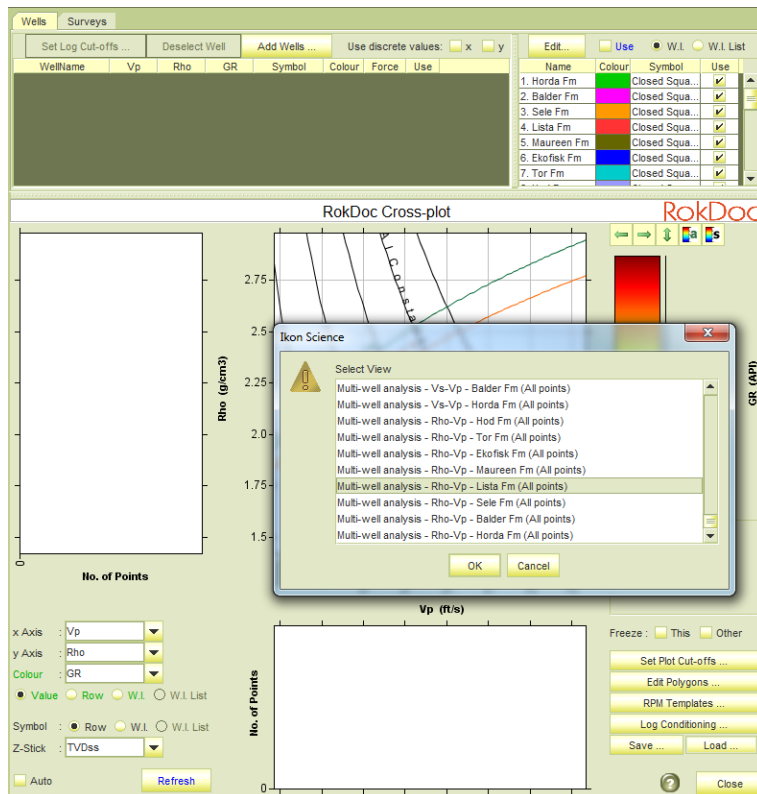 Wells Surveys
Set Log Cut-offs ... Deselect Well Add Wells ... Use discrete values: x y
WellName Vp Rho GR Symbol Colour Force Use
Edit... Use W.I. W.I. List
Name Colour Symbol Use
1. Horda Fm Closed Squa...
2. Balder Fm Closed Squa...
3. Sele Fm Closed Squa...
4. Lista Fm Closed Squa...
5. Maureen Fm Closed Squa...
6. Ekofisk Fm Closed Squa...
7. Tor Fm Closed Squa...
RokDoc Cross-plot
RokDoc
a s
A I C o n s t a
2.75
2.5
2.25
2.0
1.75
1.5
Rho (g/cm3)
GR (API)
0
No. of Points
Ikon Science
x
Select View
Multi-well analysis - Vs-Vp - Balder Fm (All points)
Multi-well analysis - Vs-Vp - Horda Fm (All points)
Multi-well analysis - Rho-Vp - Hod Fm (All points)
Multi-well analysis - Rho-Vp - Tor Fm (All points)
Multi-well analysis - Rho-Vp - Ekofisk Fm (All points)
Multi-well analysis - Rho-Vp - Maureen Fm (All points)
Multi-well analysis - Rho-Vp - Lista Fm (All points)
Multi-well analysis - Rho-Vp - Sele Fm (All points)
Multi-well analysis - Rho-Vp - Balder Fm (All points)
Multi-well analysis - Rho-Vp - Horda Fm (All points)
OK Cancel
Vp (ft/s)
x Axis : Vp
y Axis : Rho
Colour : GR
Value Row W.I. W.I. List
Symbol : Row W.I. W.I. List
Z-Stick : TVDss
Auto Refresh
No. of Points
0
Freeze : This Other
Set Plot Cut-offs ...
Edit Polygons ...
RPM Templates ...
Log Conditioning ...
Save ... Load ...
? Close